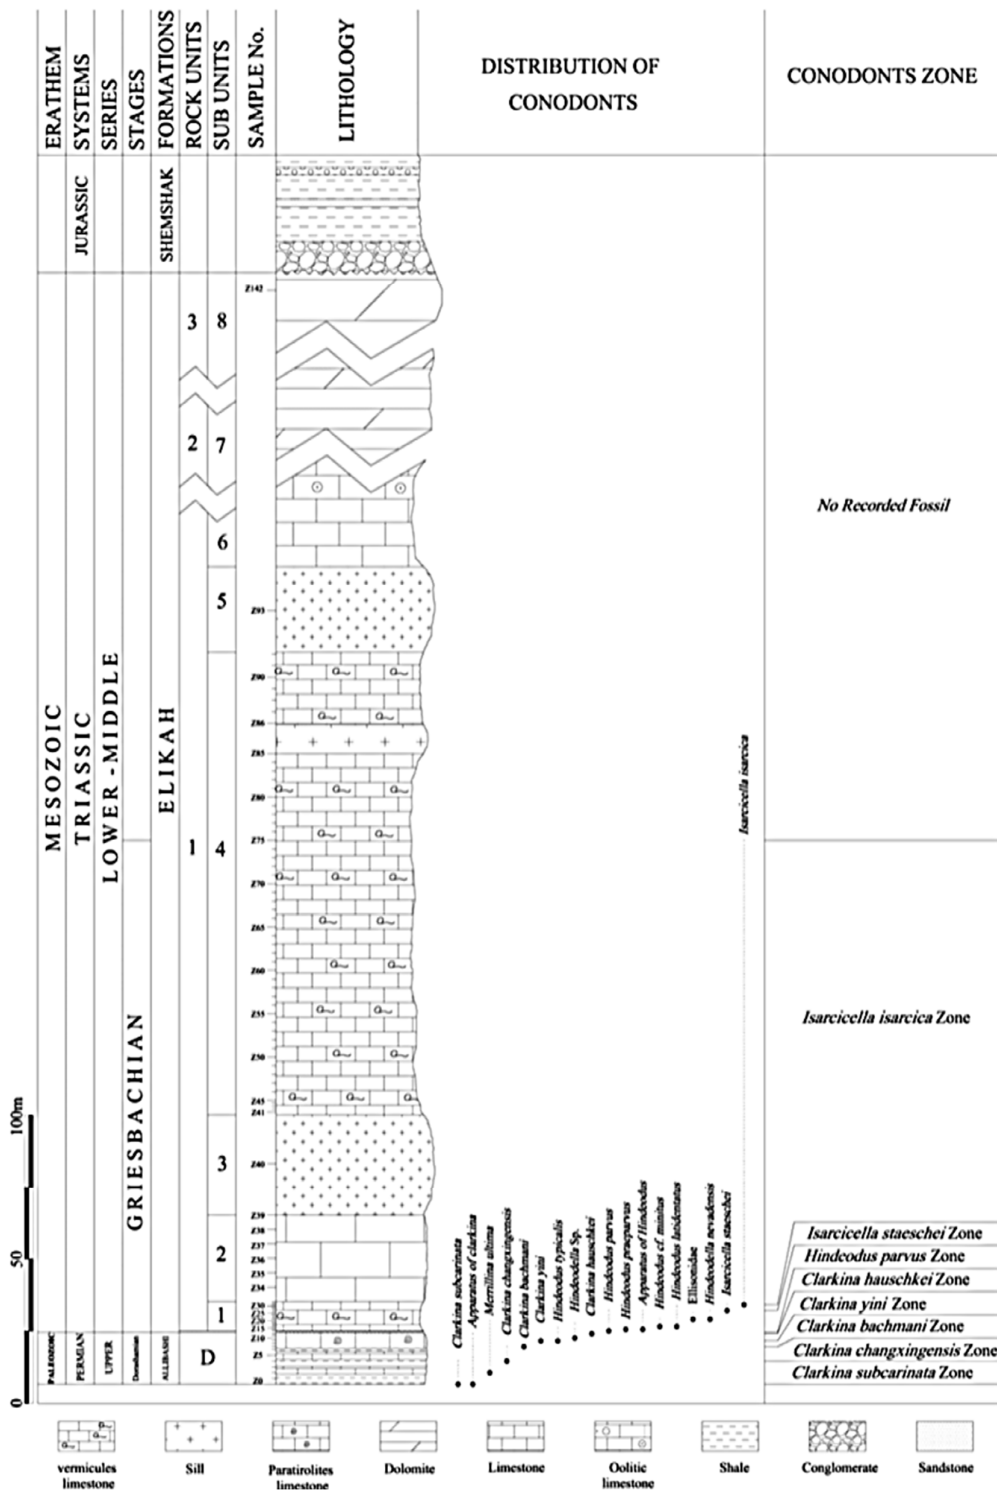 ERATHEM
SYSTEMS
SERIES
STAGES
FORMATIONS
ROCK UNITS
SUB UNITS
SAMPLE No.
LITHOLOGY
DISTRIBUTION OF
CONODONTS
CONODONTS ZONE
JURASSIC
SHEMSHAK
Z142
3
8
2
7
No Recorded Fossil
6
5
Z93
Z90
Z86
Z85
MESOZOIC
TRIASSIC
LOWER-MIDDLE
ELIKAH
Z80
Isarcicella isarcica
Z75
1
4
Z70
Z65
Z60
Isarcicella isarcica Zone
Z55
Z50
GRIESBACHIAN
Z45
Z41
100m
3
Z40
Z39
Z38
Z37
Z36
Z35
Z34
2
50
Z30
1
Z10
Z5
Z0
0
PALEOZOIC
PERMIAN
UPPER
Dorashamian
ALLIBASHI
D
Clarkina subcarinata
Apparatus of clarkina
Merrillina ultima
Clarkina changxingensis
Clarkina bachmani
Clarkina yini
Hindeodus typicalis
Hindeodella Sp.
Clarkina hauschkei
Hindeodus parvus
Hindeodus praeparvus
Apparatus of Hindeodus
Hindeodus cf. minitus
Hindeodus latidentatus
Ellisonidae
Hindeodella nevadensis
Isarcicella staeschei
Isarcicella staeschei Zone
Hindeodus parvus Zone
Clarkina hauschkei Zone
Clarkina yini Zone
Clarkina bachmani Zone
Clarkina changxingensis Zone
Clarkina subcarinata Zone
vermicules
limestone
Sill
Paratirolites
limestone
Dolomite
Limestone
Oolitic
limestone
Shale
Conglomerate
Sandstone